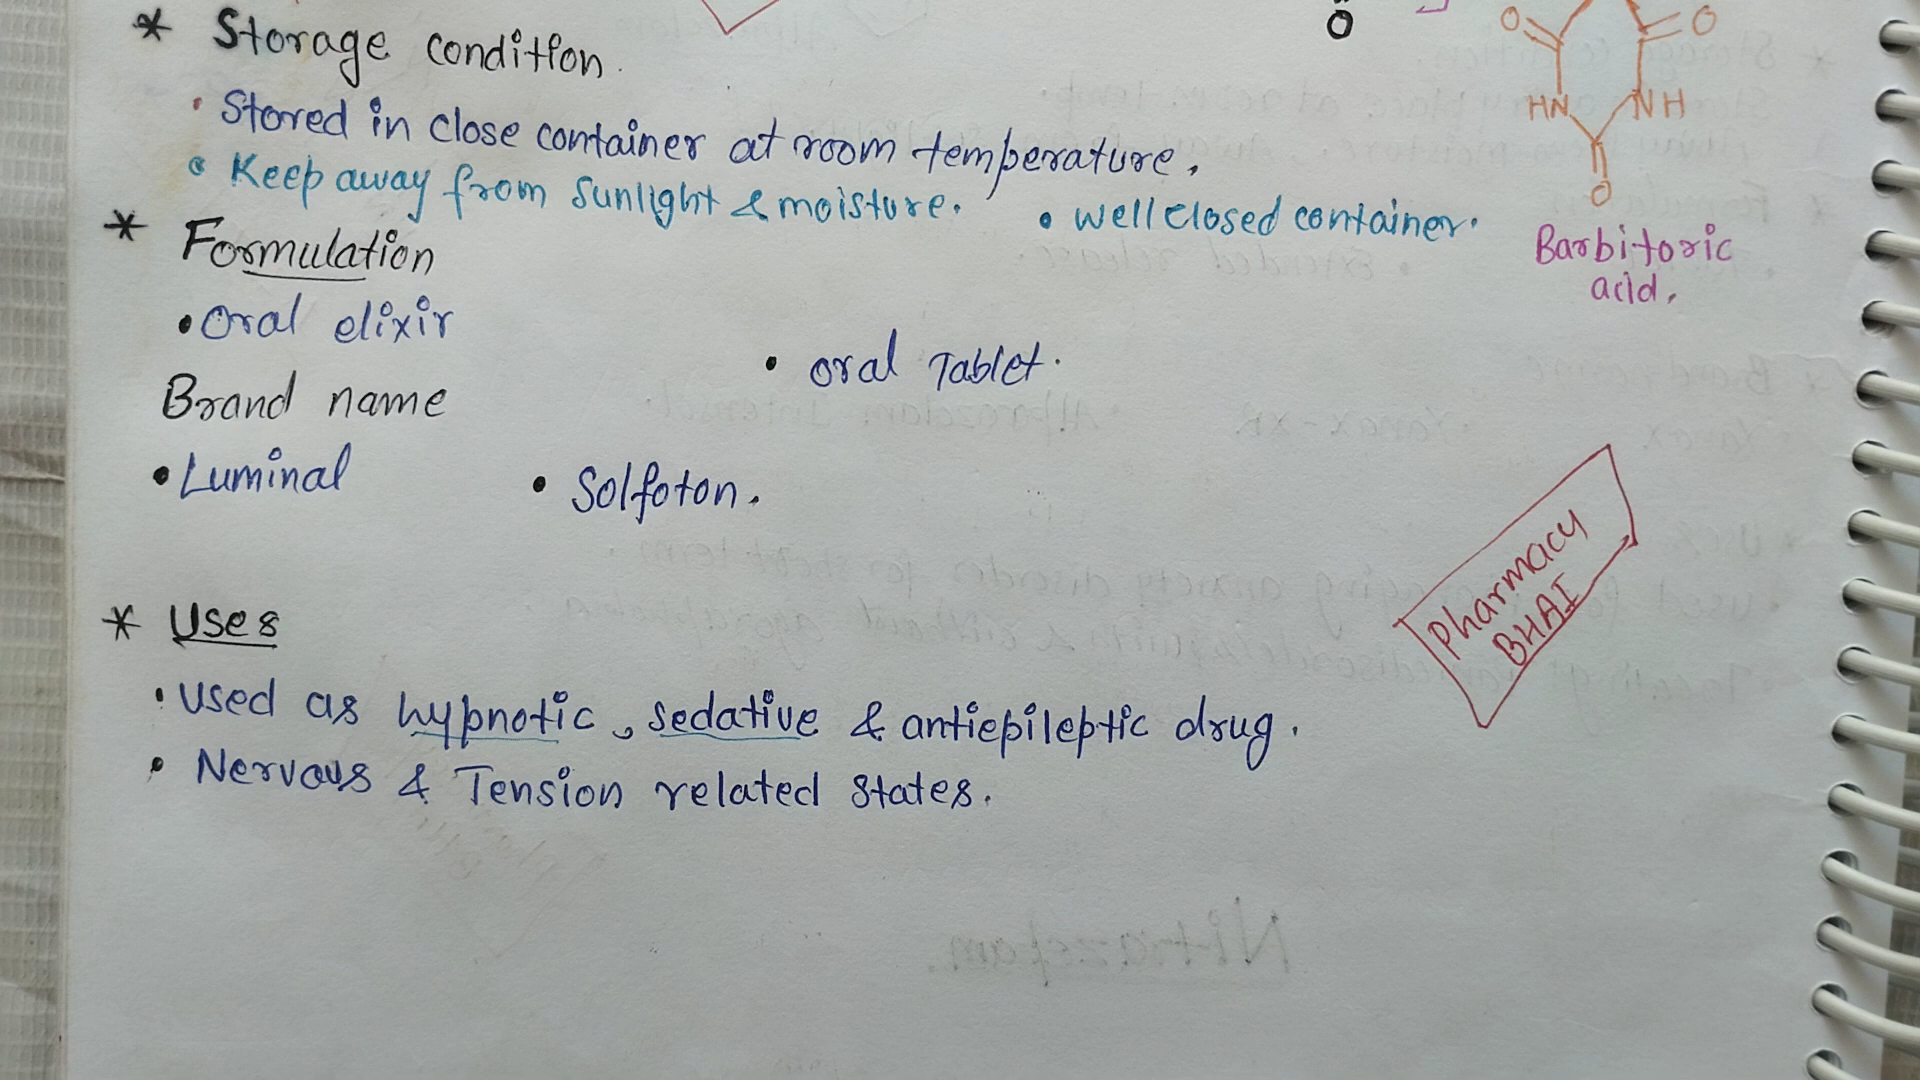 * Storage condition.
• Stored in close container at room temperature.
• Keep away from sunlight & moisture. • well closed container.
* Formulation
• Oral elixir
• oral Tablet.
Brand name
• Luminal • Solfoton.
* Uses
• used as hypnotic, sedative & antiepileptic drug.
• Nervous & Tension related states.
O
O O
HN NH
O
Barbitoric
acid.
Pharmacy
BHAI
Nitrazepam.